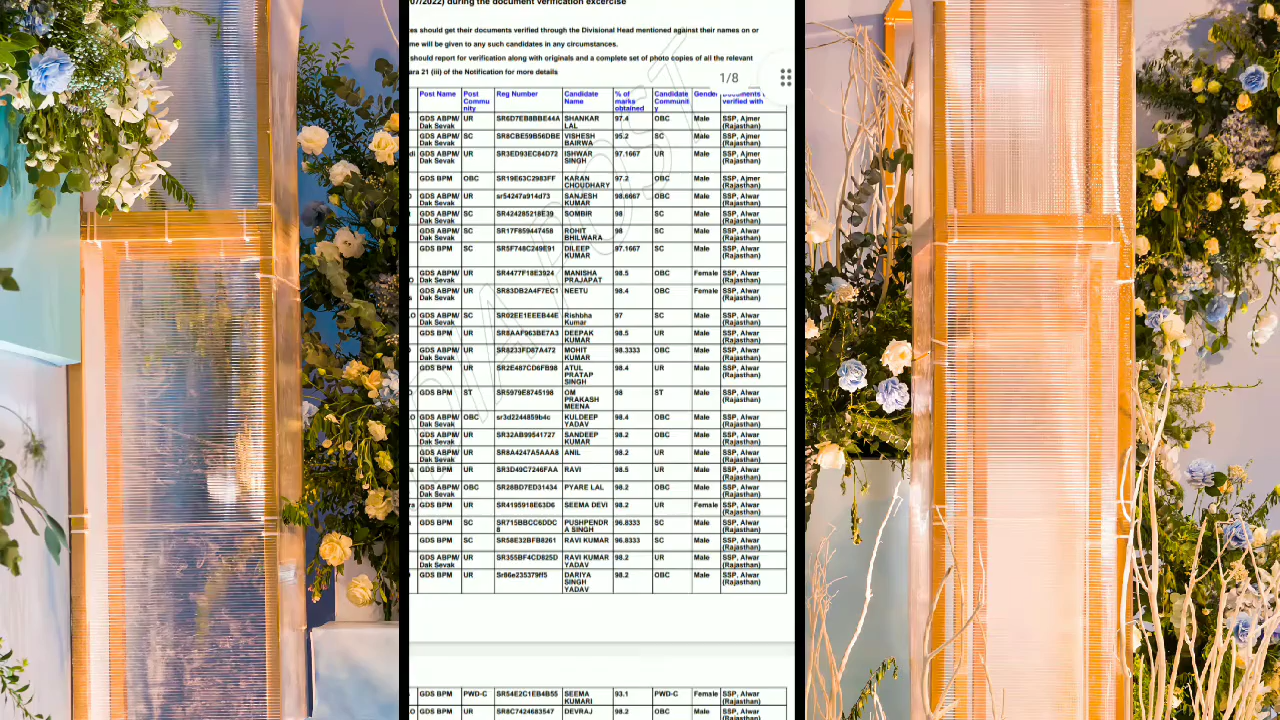 07/2022) during the document verification excercise
es should get their documents verified through the Divisional Head mentioned against their names on or
me will be given to any such candidates in any circumstances.
should report for verification along with originals and a complete set of photo copies of all the relevant
ara 21 (iii) of the Notification for more details
1/8
Post Name Post Commu nity Reg Number Candidate Name % of marks obtained Candidate Communit y Gender verified with
GDS ABPM/ Dak Sevak UR SR6D7EB8BBE44A SHANKAR LAL 97.4 OBC Male SSP, Ajmer (Rajasthan)
GDS ABPM/ Dak Sevak SC SR8CBE59B56DBE VISHESH BAIRWA 95.2 SC Male SSP, Ajmer (Rajasthan)
GDS ABPM/ Dak Sevak UR SR3ED93EC84D72 ISHWAR SINGH 97.1667 UR Male SSP, Ajmer (Rajasthan)
GDS BPM OBC SR19E63C2983FF KARAN CHOUDHARY 97.2 OBC Male SSP, Ajmer (Rajasthan)
GDS ABPM/ Dak Sevak UR sr54247a914d73 SANJESH KUMAR 98.6667 OBC Male SSP, Alwar (Rajasthan)
GDS ABPM/ Dak Sevak SC SR424285218E39 SOMBIR 98 SC Male SSP, Alwar (Rajasthan)
GDS ABPM/ Dak Sevak SC SR17F859447458 ROHIT BHILWARA 98 SC Male SSP, Alwar (Rajasthan)
GDS BPM SC SR5F748C249E91 DILEEP KUMAR 97.1667 SC Male SSP, Alwar (Rajasthan)
GDS ABPM/ Dak Sevak UR SR4477F18E3924 MANISHA PRAJAPAT 98.5 OBC Female SSP, Alwar (Rajasthan)
GDS ABPM/ Dak Sevak UR SR83DB2A4F7EC1 NEETU 98.4 OBC Female SSP, Alwar (Rajasthan)
GDS ABPM/ Dak Sevak SC SR02EE1EEEB44E Rishbha Kumar 97 SC Male SSP, Alwar (Rajasthan)
GDS BPM UR SR8AAF963BE7A3 DEEPAK KUMAR 98.5 UR Male SSP, Alwar (Rajasthan)
GDS ABPM/ Dak Sevak UR SR8233FD87A472 MOHIT KUMAR 98.3333 OBC Male SSP, Alwar (Rajasthan)
GDS BPM UR SR2E487CD6FB98 ATUL PRATAP SINGH 98.4 UR Male SSP, Alwar (Rajasthan)
GDS BPM ST SR5979E8745198 OM PRAKASH MEENA 98 ST Male SSP, Alwar (Rajasthan)
GDS ABPM/ Dak Sevak OBC sr3d2244859b4c KULDEEP YADAV 98.4 OBC Male SSP, Alwar (Rajasthan)
GDS ABPM/ Dak Sevak UR SR32AB99541727 SANDEEP KUMAR 98.2 OBC Male SSP, Alwar (Rajasthan)
GDS ABPM/ Dak Sevak UR SR8A4247A5AAA8 ANIL 98.2 UR Male SSP, Alwar (Rajasthan)
GDS BPM UR SR3D49C7246FAA RAVI 98.5 UR Male SSP, Alwar (Rajasthan)
GDS ABPM/ Dak Sevak OBC SR28BD7ED31434 PYARE LAL 98.2 OBC Male SSP, Alwar (Rajasthan)
GDS BPM UR SR4195918E63D6 SEEMA DEVI 98.2 UR Female SSP, Alwar (Rajasthan)
GDS BPM SC SR715BBCC6DDC 8 PUSHPENDR A SINGH 96.8333 SC Male SSP, Alwar (Rajasthan)
GDS BPM SC SR58E32BFB8261 RAVI KUMAR 96.8333 SC Male SSP, Alwar (Rajasthan)
GDS ABPM/ Dak Sevak UR SR355BF4CD825D RAVI KUMAR YADAV 98.2 UR Male SSP, Alwar (Rajasthan)
GDS BPM UR Sr86e235379ff5 DARIYA SINGH YADAV 98.2 OBC Male SSP, Alwar (Rajasthan)
GDS BPM PWD-C SR54E2C1EB4B55 SEEMA KUMARI 93.1 PWD-C Female SSP, Alwar (Rajasthan)
GDS BPM UR SR8C7424683547 DEVRAJ 98.2 OBC Male SSP, Alwar